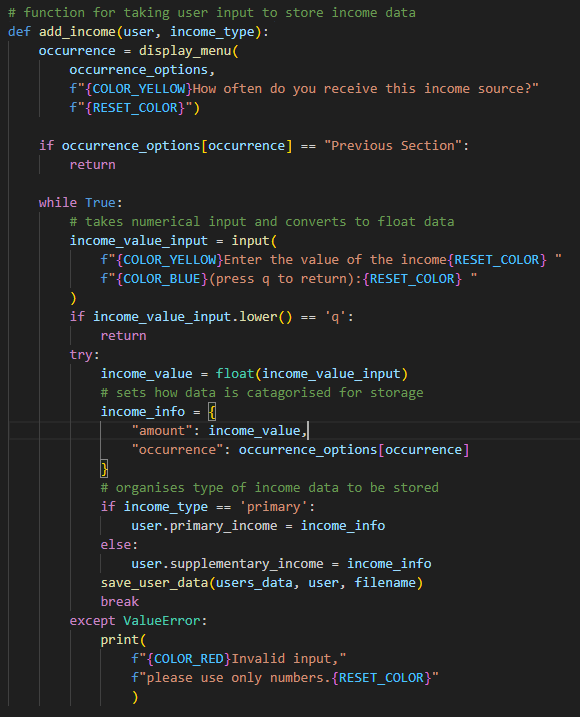 # function for taking user input to store income data
def add_income(user, income_type):
    occurrence = display_menu(
        occurrence_options,
        f"{COLOR_YELLOW}How often do you receive this income source?"
        f"{RESET_COLOR}")

    if occurrence_options[occurrence] == "Previous Section":
        return

    while True:
        # takes numerical input and converts to float data
        income_value_input = input(
            f"{COLOR_YELLOW}Enter the value of the income{RESET_COLOR} "
            f"{COLOR_BLUE}(press q to return):{RESET_COLOR} "
        )
        if income_value_input.lower() == 'q':
            return
        try:
            income_value = float(income_value_input)
            # sets how data is catagorised for storage
            income_info = {
                "amount": income_value,
                "occurrence": occurrence_options[occurrence]
            }
            # organises type of income data to be stored
            if income_type == 'primary':
                user.primary_income = income_info
            else:
                user.supplementary_income = income_info
            save_user_data(users_data, user, filename)
            break
        except ValueError:
            print(
                f"{COLOR_RED}Invalid input,"
                f"please use only numbers.{RESET_COLOR}"
                )